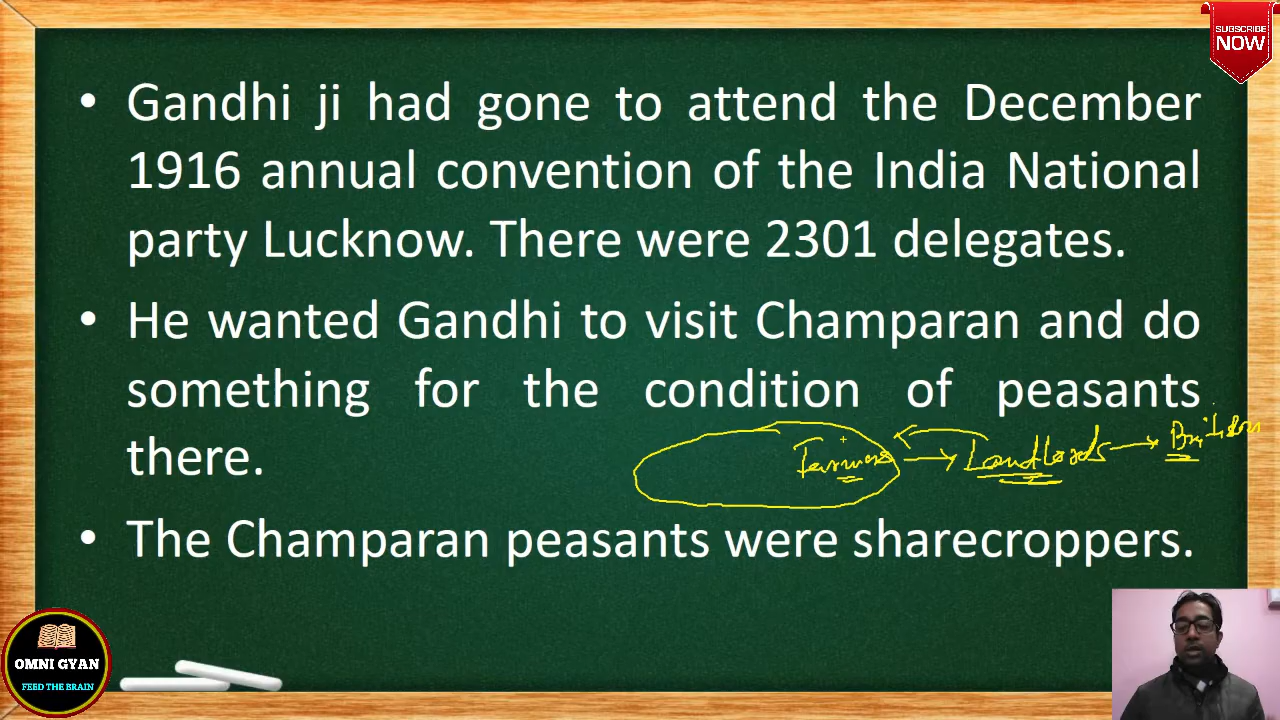 SUBSCRIBE
NOW
• Gandhi ji had gone to attend the December
1916 annual convention of the India National
party Lucknow. There were 2301 delegates.
• He wanted Gandhi to visit Champaran and do
something for the condition of peasants
there.
Farmers → Landloads → British
• The Champaran peasants were sharecroppers.
OMNI GYAN
FEED THE BRAIN